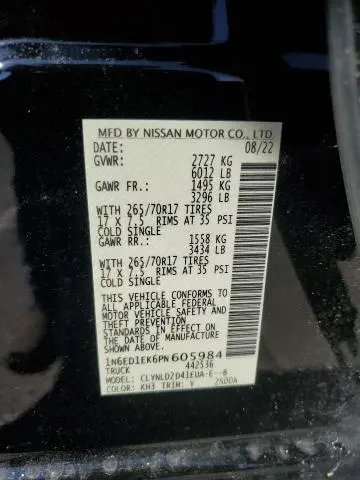 MFD BY NISSAN MOTOR CO., LTD.
DATE: 08/22
GVWR: 2727 KG
6012 LB
GAWR FR.: 1495 KG
3296 LB
WITH 265/70R17 TIRES
17 X 7.5 RIMS AT 35 PSI
COLD SINGLE
GAWR RR.: 1558 KG
3434 LB
WITH 265/70R17 TIRES
17 X 7.5 RIMS AT 35 PSI
COLD SINGLE
THIS VEHICLE CONFORMS TO
ALL APPLICABLE FEDERAL
MOTOR VEHICLE SAFETY AND
THEFT PREVENTION
STANDARDS IN EFFECT ON
THE DATE OF MFR SHOWN ABOVE.
1N6ED1EK6PN605984
TRUCK 442536
MODEL: CLYNLD2D41EUA-E--B
COLOR: KH3 TRIM: Y 2500A